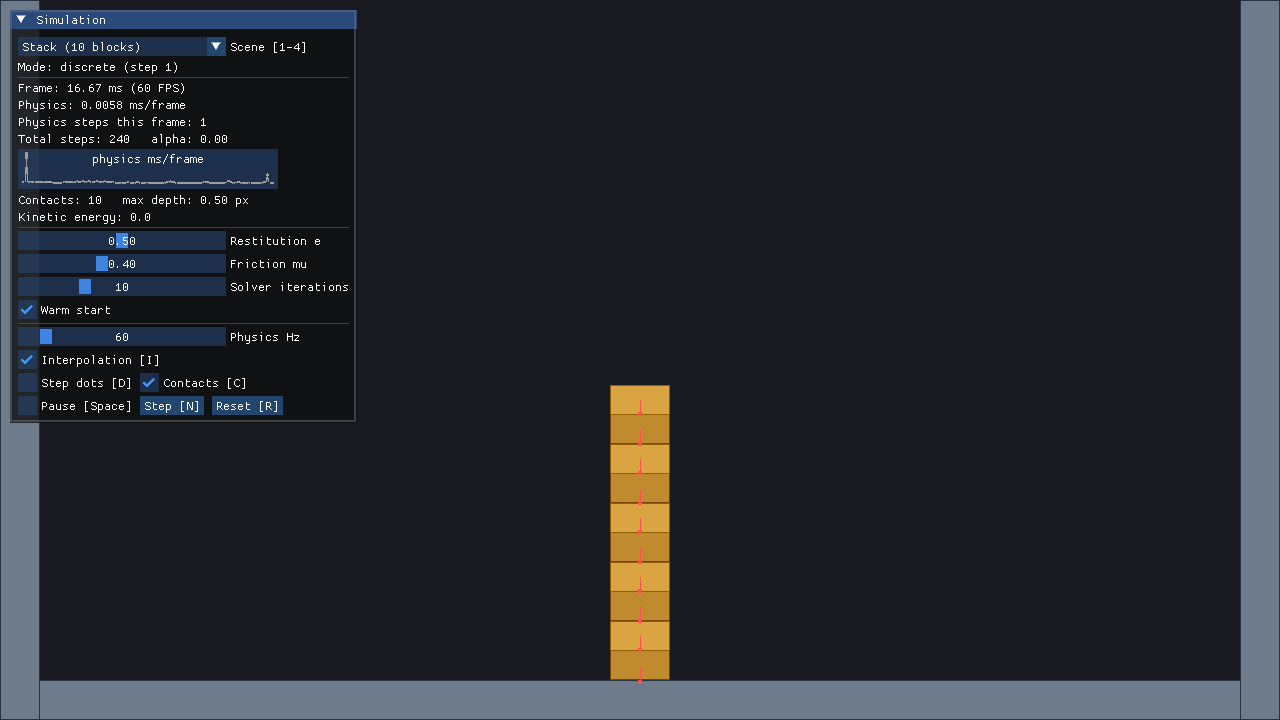 Simulation
Stack (10 blocks) Scene [1-4]
Mode: discrete (step 1)
Frame: 16.67 ms (60 FPS)
Physics: 0.0058 ms/frame
Physics steps this frame: 1
Total steps: 240 alpha: 0.00
physics ms/frame
Contacts: 10 max depth: 0.50 px
Kinetic energy: 0.0
0.50 Restitution e
0.40 Friction mu
10 Solver iterations
Warm start
60 Physics Hz
Interpolation [I]
Step dots [D] Contacts [C]
Pause [Space] Step [N] Reset [R]